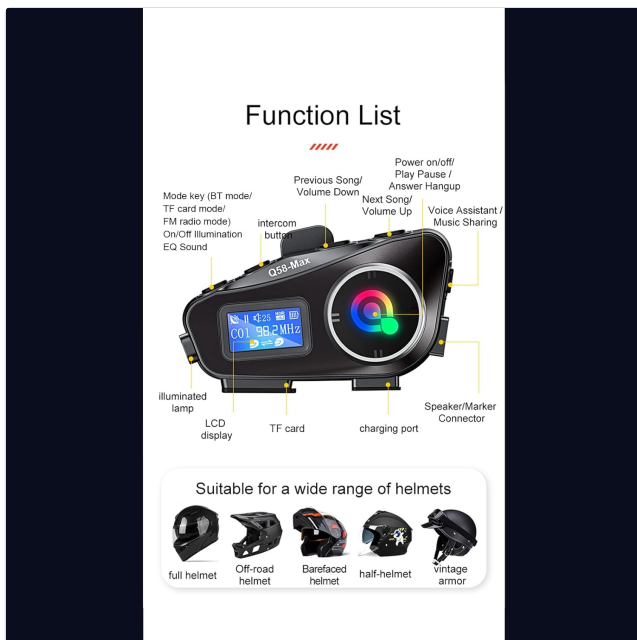 Function List
Power on/off/
Play Pause /
Answer Hangup
Previous Song/
Volume Down
Next Song/
Volume Up
Voice Assistant /
Music Sharing
Mode key (BT mode/
TF card mode/
FM radio mode)
On/Off Illumination
EQ Sound
intercom
button
Q58-Max
25
C01 98.2MHz
illuminated
lamp
LCD
display
TF card
charging port
Speaker/Marker
Connector
Suitable for a wide range of helmets
full helmet
Off-road
helmet
Barefaced
helmet
half-helmet
vintage
armor